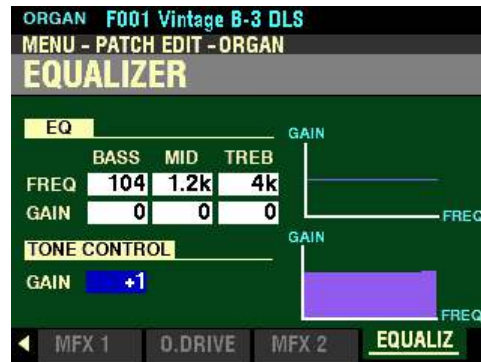 ORGAN F001 Vintage B-3 DLS
MENU - PATCH EDIT - ORGAN
EQUALIZER
EQ
GAIN
BASS MID TREB
FREQ 104 1.2k 4k
GAIN 0 0 0
FREQ
TONE CONTROL
GAIN
GAIN +1
FREQ
MFX 1 O.DRIVE MFX 2 EQUALIZ